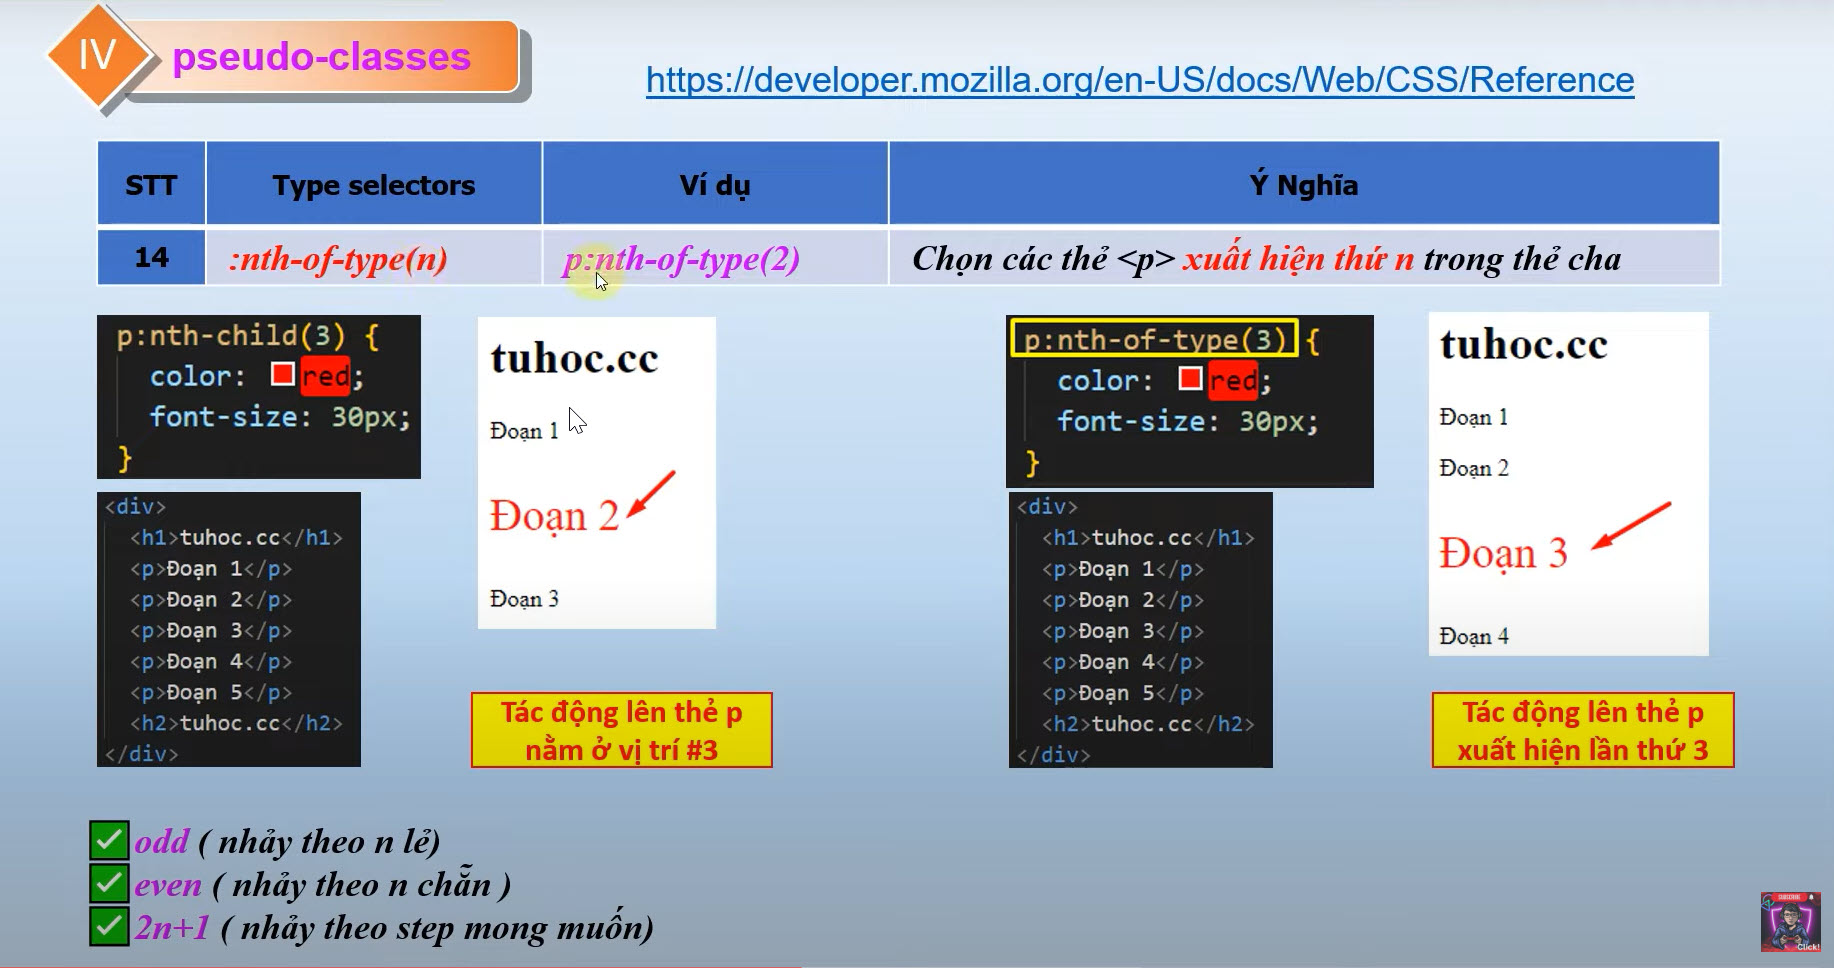 IV
pseudo-classes
https://developer.mozilla.org/en-US/docs/Web/CSS/Reference
STT Type selectors Ví dụ Ý Nghĩa
14 :nth-of-type(n) p:nth-of-type(2) Chọn các thẻ <p> xuất hiện thứ n trong thẻ cha
p:nth-child(3) {
color: red;
font-size: 30px;
}
<div>
<h1>tuhoc.cc</h1>
<p>Đoạn 1</p>
<p>Đoạn 2</p>
<p>Đoạn 3</p>
<p>Đoạn 4</p>
<p>Đoạn 5</p>
<h2>tuhoc.cc</h2>
</div>
tuhoc.cc
Đoạn 1
Đoạn 2
Đoạn 3
Tác động lên thẻ p
nằm ở vị trí #3
p:nth-of-type(3) {
color: red;
font-size: 30px;
}
<div>
<h1>tuhoc.cc</h1>
<p>Đoạn 1</p>
<p>Đoạn 2</p>
<p>Đoạn 3</p>
<p>Đoạn 4</p>
<p>Đoạn 5</p>
<h2>tuhoc.cc</h2>
</div>
tuhoc.cc
Đoạn 1
Đoạn 2
Đoạn 3
Đoạn 4
Tác động lên thẻ p
xuất hiện lần thứ 3
odd ( nhảy theo n lẻ)
even ( nhảy theo n chẵn )
2n+1 ( nhảy theo step mong muốn)
SUBSCRIBE
Click!